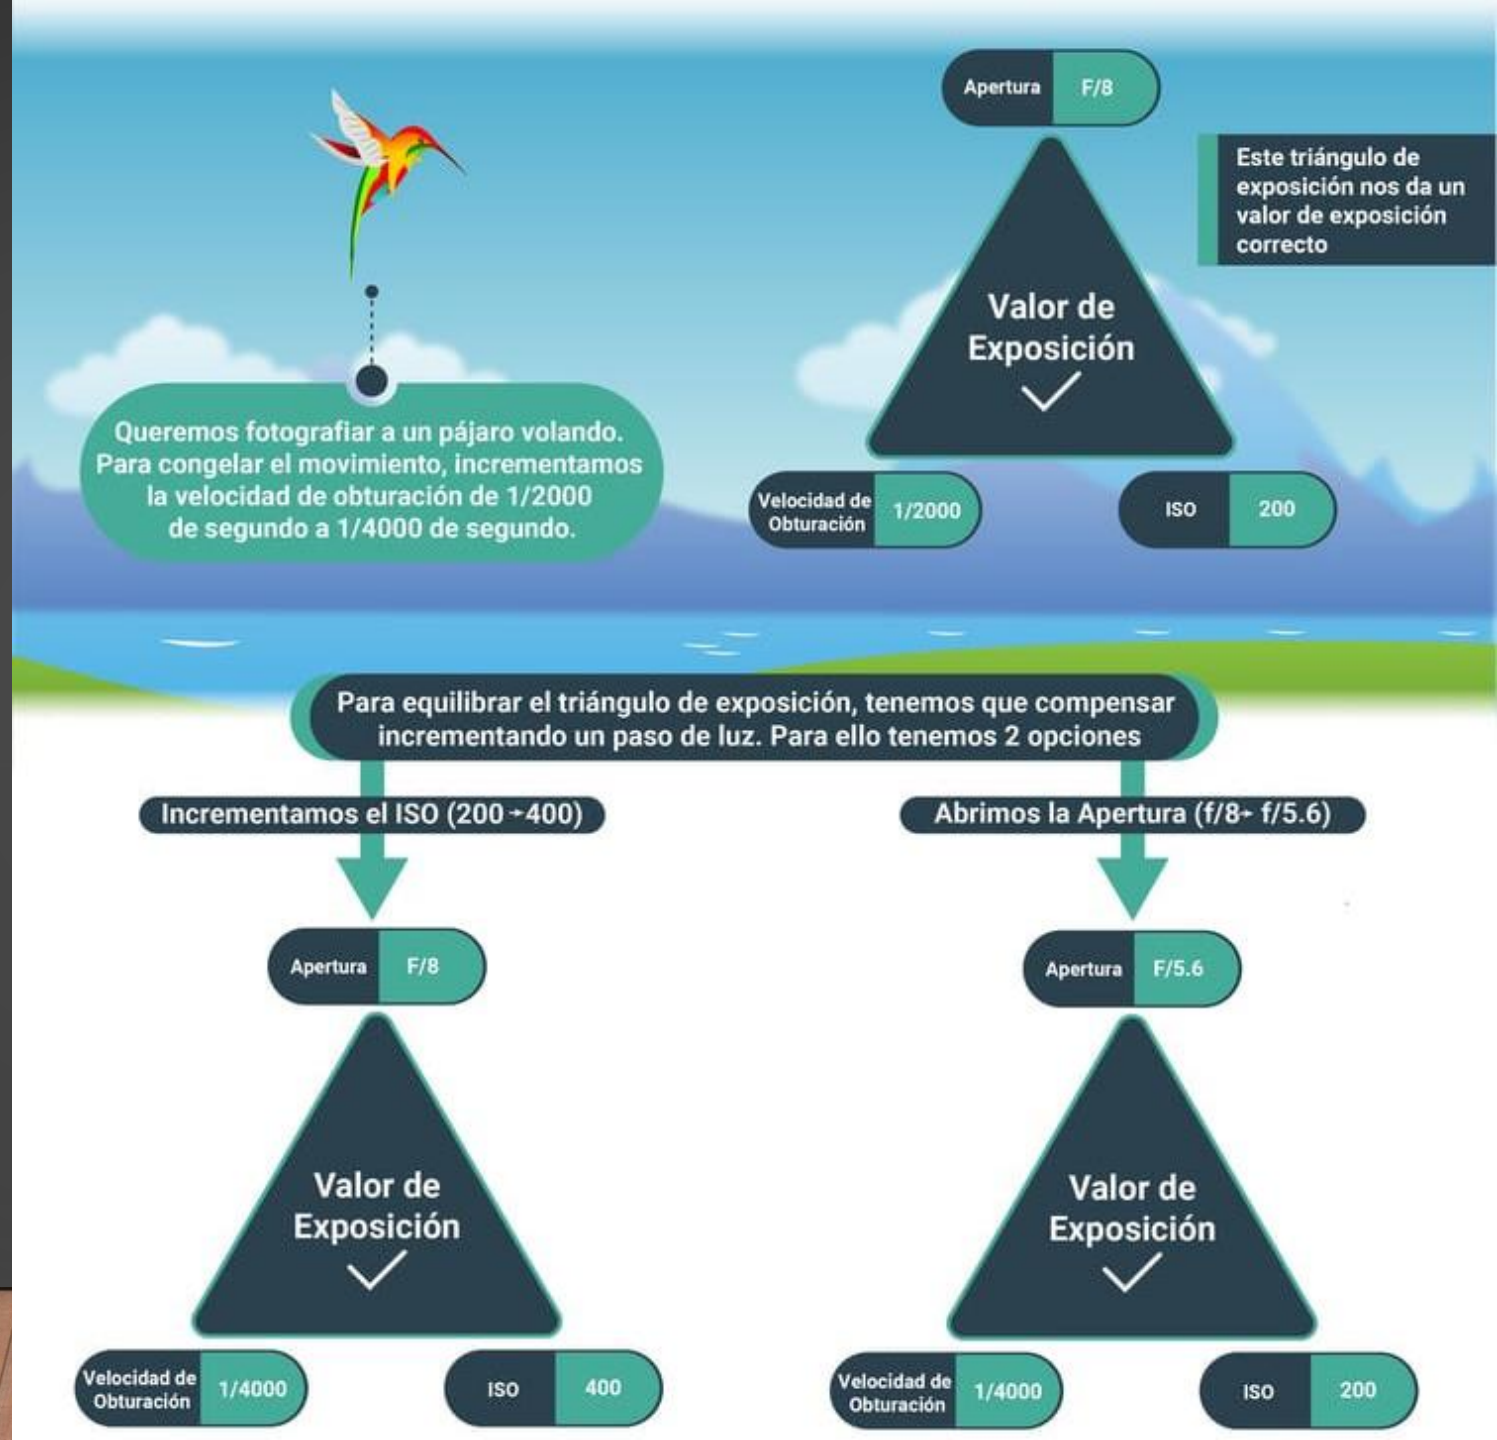 Apertura F/8
Este triángulo de
exposición nos da un
valor de exposición
correcto
Valor de
Exposición
Queremos fotografiar a un pájaro volando.
Para congelar el movimiento, incrementamos
la velocidad de obturación de 1/2000
de segundo a 1/4000 de segundo.
Velocidad de
Obturación
1/2000
ISO 200
Para equilibrar el triángulo de exposición, tenemos que compensar
incrementando un paso de luz. Para ello tenemos 2 opciones
Incrementamos el ISO (200→400)
Apertura F/8
Valor de
Exposición
Velocidad de
Obturación
1/4000
ISO 400
Abrimos la Apertura (f/8→ f/5.6)
Apertura F/5.6
Valor de
Exposición
Velocidad de
Obturación
1/4000
ISO 200